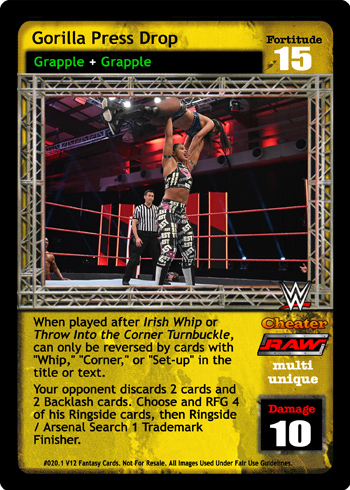 Gorilla Press Drop
Fortitude
15
Grapple + Grapple
When played after Irish Whip or
Throw Into the Corner Turnbuckle,
can only be reversed by cards with
"Whip," "Corner," or "Set-up" in the
title or text.
Your opponent discards 2 cards and
2 Backlash cards. Choose and RFG 4
of his Ringside cards, then Ringside
/ Arsenal Search 1 Trademark
Finisher.
W
Cheater
RAW
multi
unique
Damage
10
#020.1 V12 Fantasy Cards. Not For Resale. All Images Used Under Fair Use Guidelines.